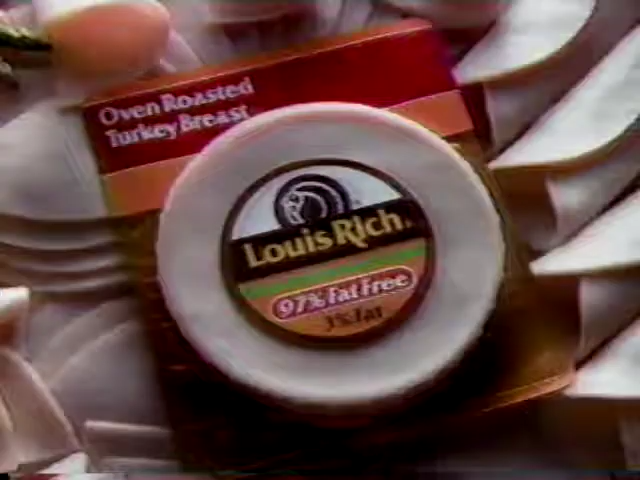 Oven Roasted
Turkey Breast
Louis Rich.
97% Fat Free
3% Fat